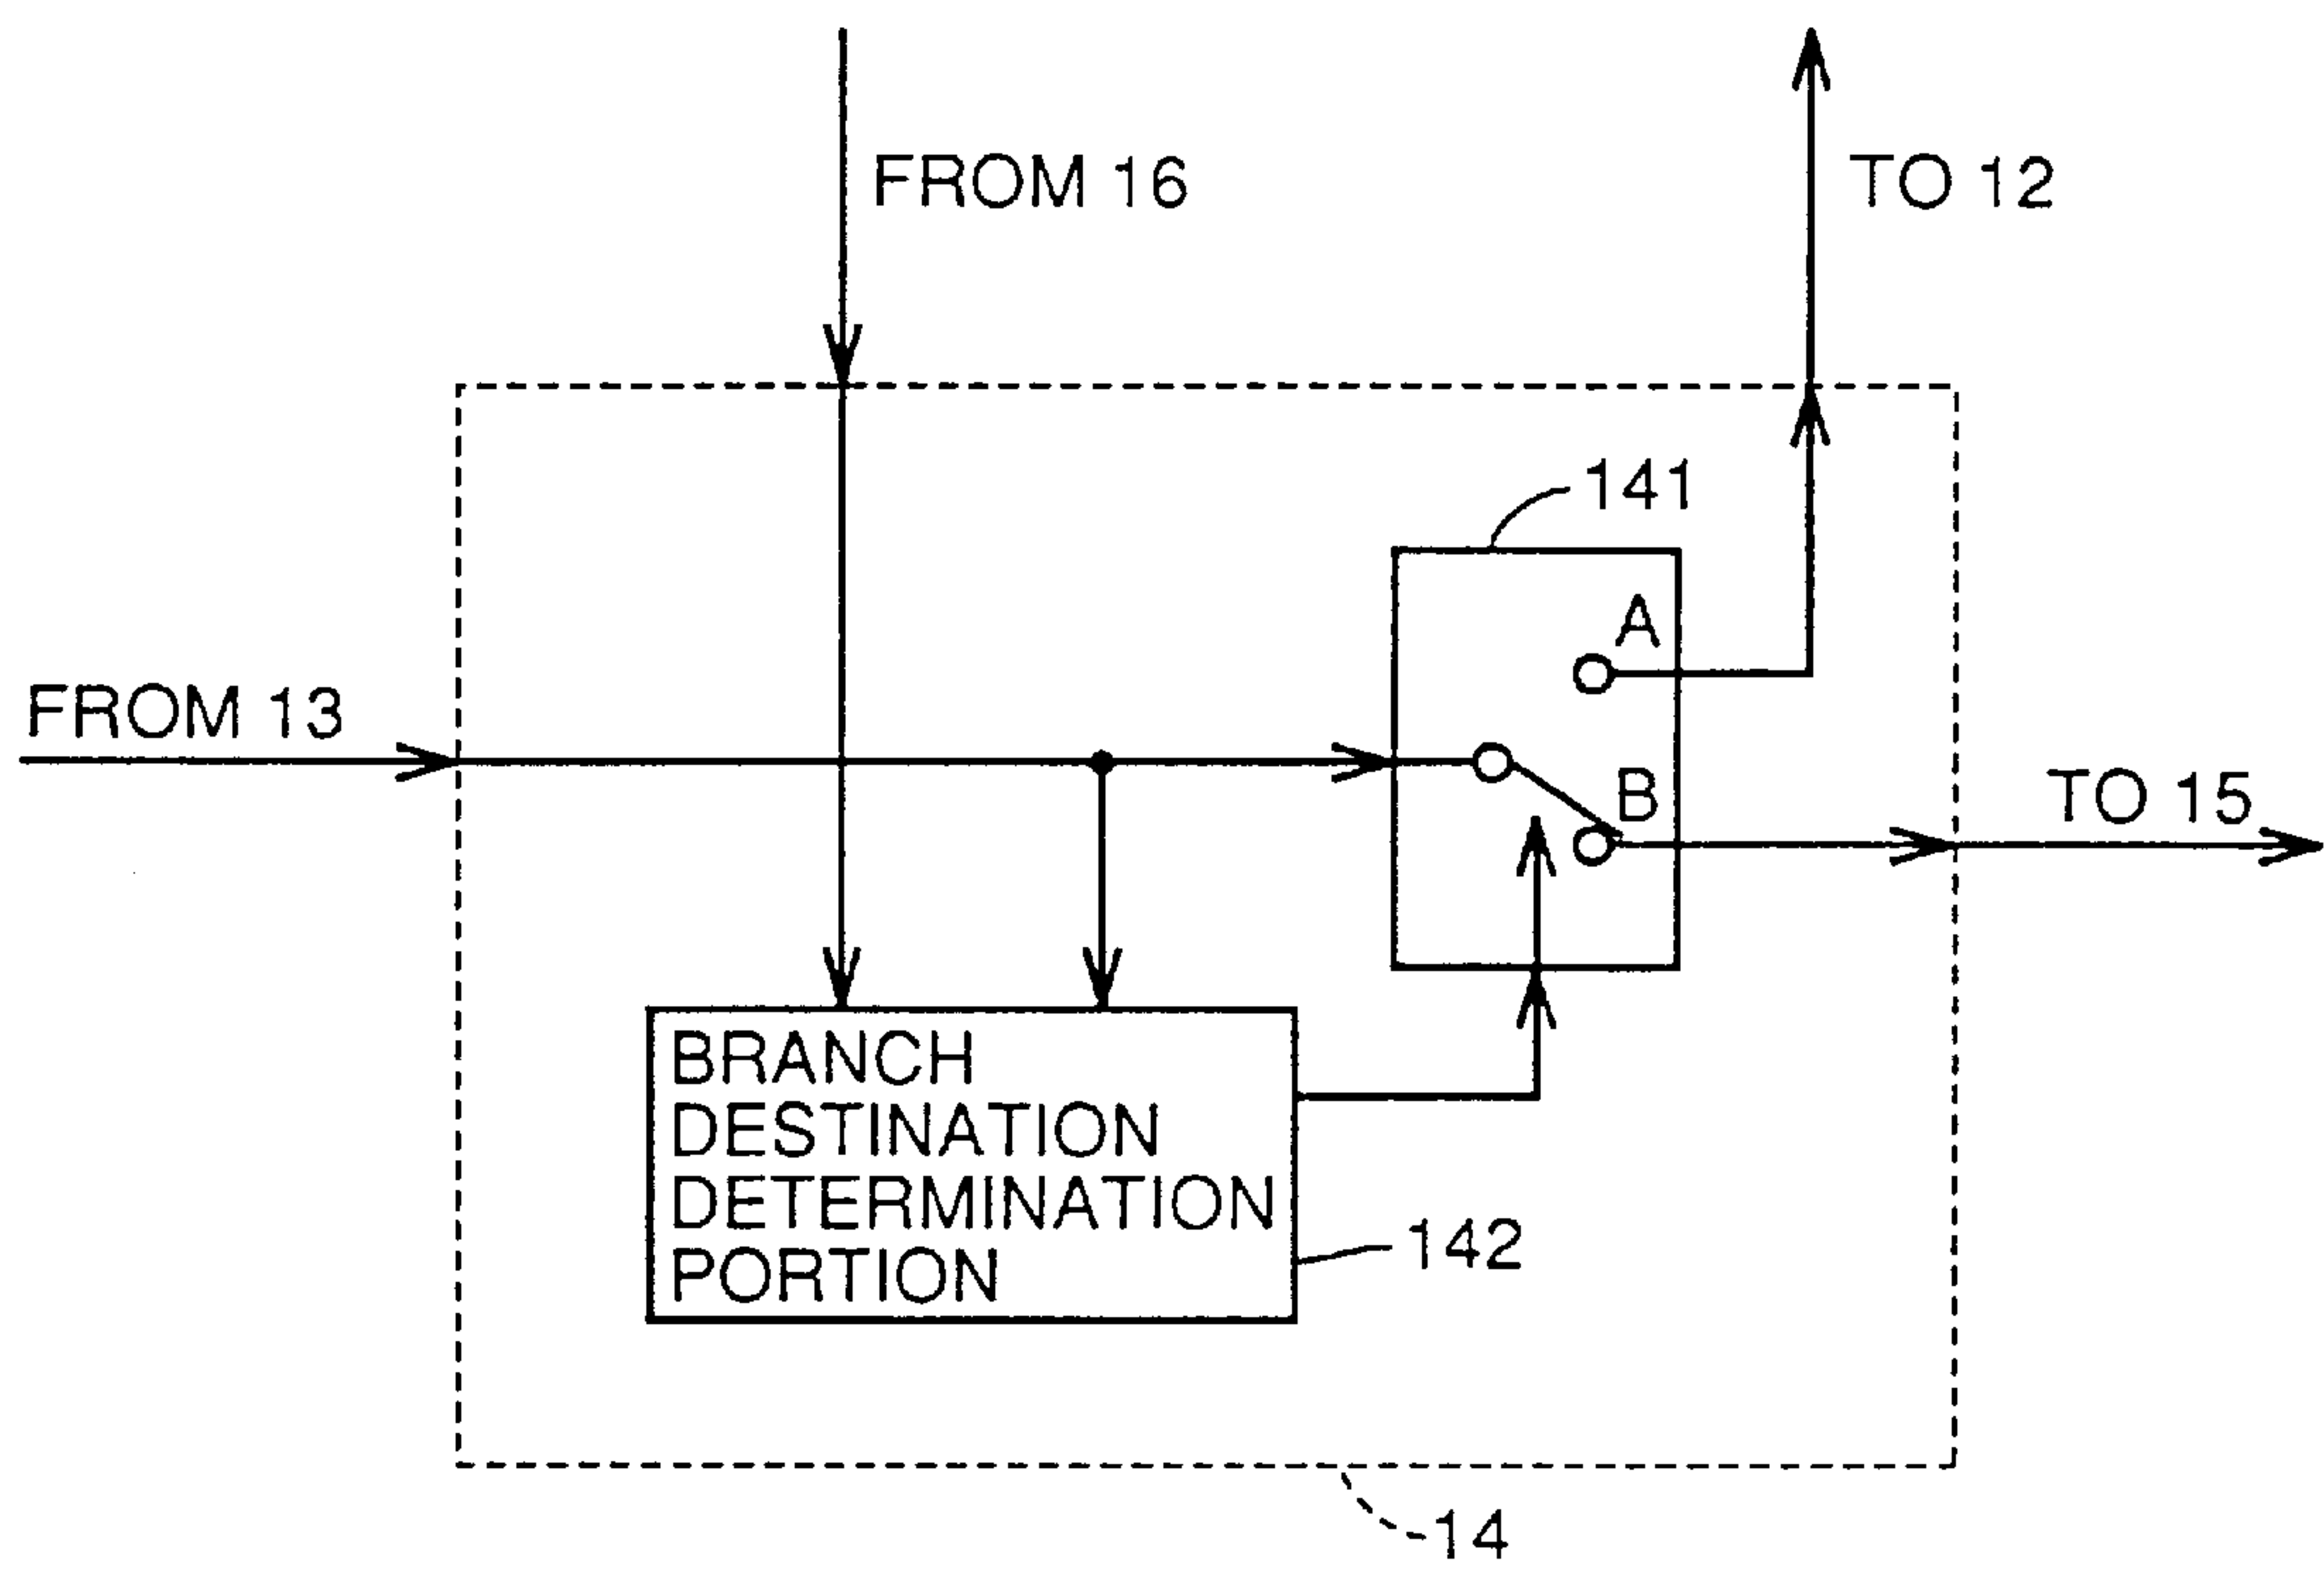 FROM 16
TO 12
141
A
FROM 13
B
TO 15
BRANCH
DESTINATION
DETERMINATION
PORTION
142
14